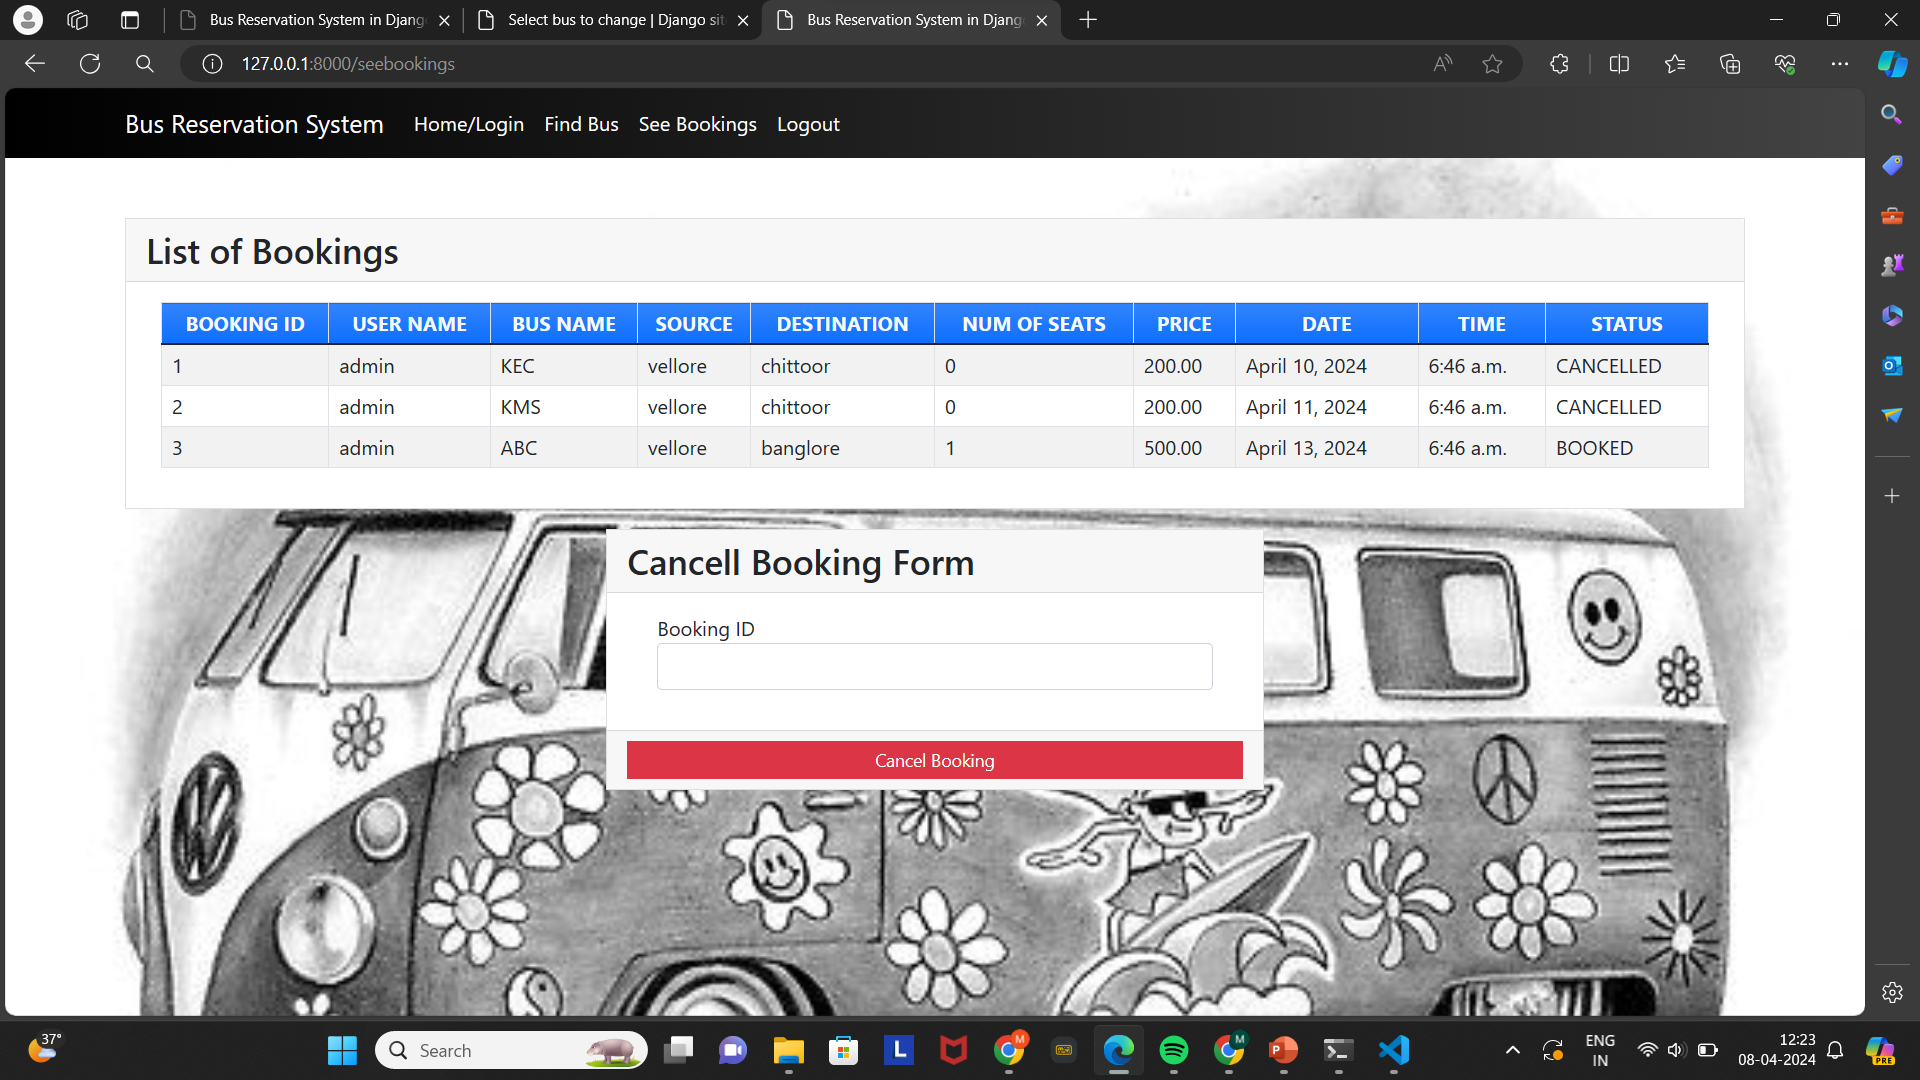 Bus Reservation System in Djang
Select bus to change | Django sit
Bus Reservation System in Djang
127.0.0.1:8000/seebookings
Bus Reservation System Home/Login Find Bus See Bookings Logout
List of Bookings
BOOKING ID USER NAME BUS NAME SOURCE DESTINATION NUM OF SEATS PRICE DATE TIME STATUS
1 admin KEC vellore chittoor 0 200.00 April 10, 2024 6:46 a.m. CANCELLED
2 admin KMS vellore chittoor 0 200.00 April 11, 2024 6:46 a.m. CANCELLED
3 admin ABC vellore banglore 1 500.00 April 13, 2024 6:46 a.m. BOOKED
Cancell Booking Form
Booking ID
Cancel Booking
37°
Search
ENG
IN
12:23
08-04-2024